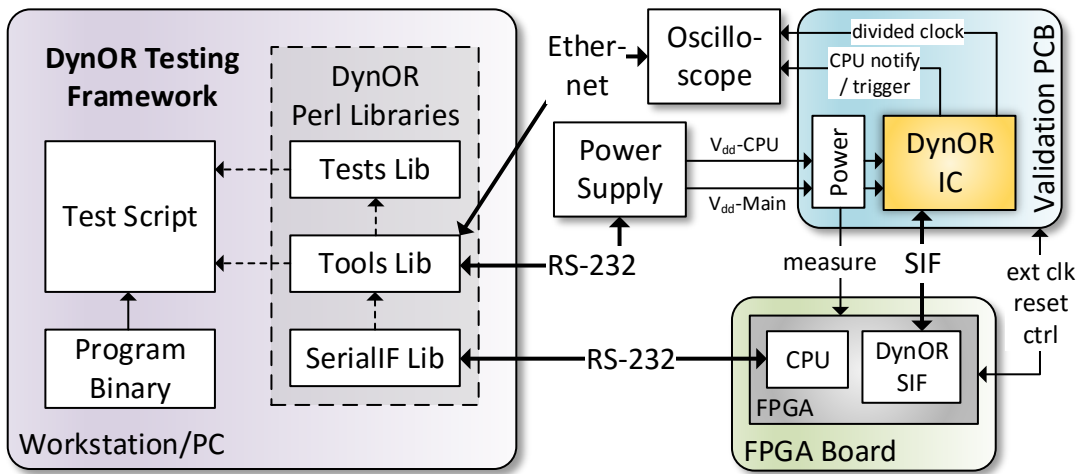 DynOR Testing
Framework
DynOR
Perl Libraries
Tests Lib
Test Script
Tools Lib
Program
Binary
SerialIF Lib
Workstation/PC
Ether-
net
Oscillo-
scope
Power
Supply
RS-232
RS-232
divided clock
CPU notify
/ trigger
V_dd-CPU
V_dd-Main
Power
DynOR
IC
Validation PCB
measure
SIF
ext clk
reset
ctrl
CPU
DynOR
SIF
FPGA
FPGA Board